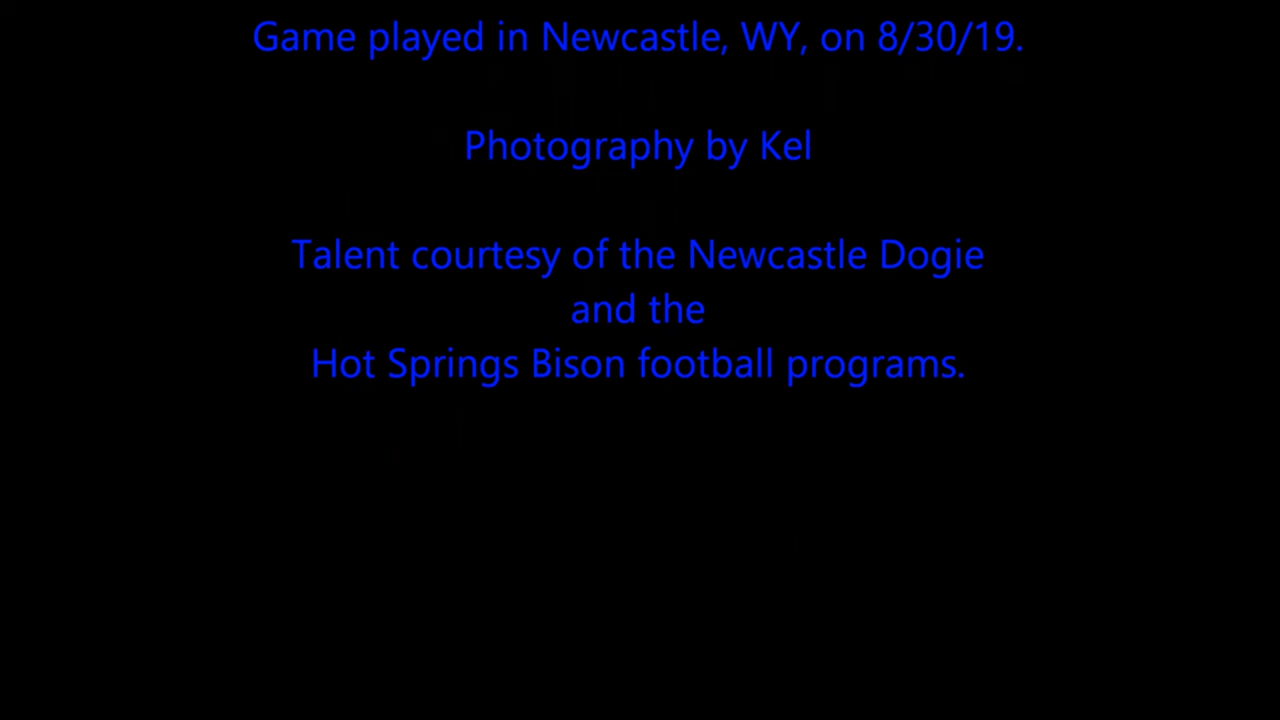 Game played in Newcastle, WY, on 8/30/19.
Photography by Kel
Talent courtesy of the Newcastle Dogie
and the
Hot Springs Bison football programs.